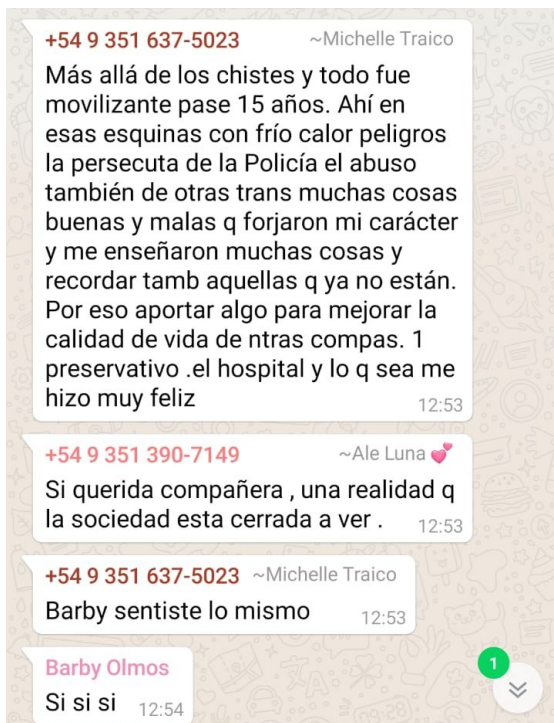 +54 9 351 637-5023 ~Michelle Traico
Más allá de los chistes y todo fue
movilizante pase 15 años. Ahí en
esas esquinas con frío calor peligros
la persecuta de la Policía el abuso
también de otras trans muchas cosas
buenas y malas q forjaron mi carácter
y me enseñaron muchas cosas y
recordar tamb aquellas q ya no están.
Por eso aportar algo para mejorar la
calidad de vida de ntras compas. 1
preservativo .el hospital y lo q sea me
hizo muy feliz
12:53
+54 9 351 390-7149 ~Ale Luna 💕
Si querida compañera , una realidad q
la sociedad esta cerrada a ver .
12:53
+54 9 351 637-5023 ~Michelle Traico
Barby sentiste lo mismo
12:53
Barby Olmos
Si si si
12:54
1